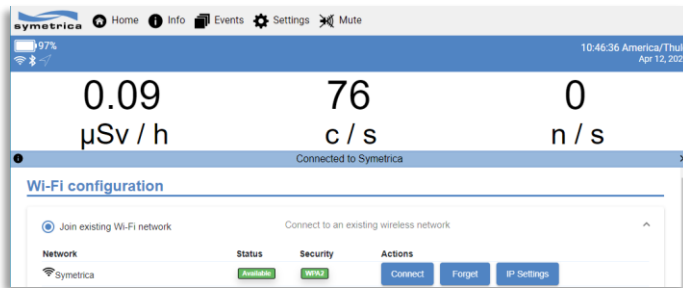 symetrica Home Info Events Settings Mute
97%
10:46:36 America/Thul
Apr 12, 202
0.09 76 0
μSv / h c / s n / s
Connected to Symetrica
Wi-Fi configuration
Join existing Wi-Fi network Connect to an existing wireless network
Network Status Security Actions
Symetrica Available WPA2 Connect Forget IP Settings